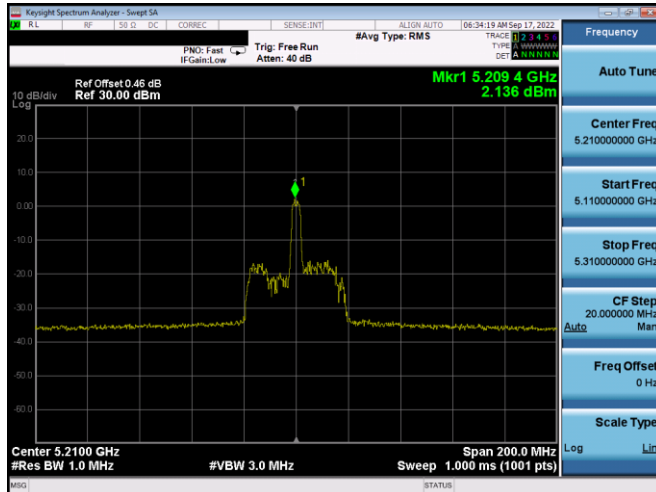 Keysight Spectrum Analyzer - Swept SA
RL RF 50 Ω DC CORREC SENSE:INT ALIGN AUTO 06:34:19 AM Sep 17, 2022
#Avg Type: RMS
TRACE 1 2 3 4 5 6
PNO: Fast Trig: Free Run TYPE A WWWWW
IFGain:Low Atten: 40 dB DET A N N N N N
Mkr1 5.209 4 GHz
Ref Offset 0.46 dB
10 dB/div Ref 30.00 dBm 2.136 dBm
Log
20.0
10.0
1
0.00
-10.0
-20.0
-30.0
-40.0
-50.0
-60.0
Center 5.2100 GHz Span 200.0 MHz
#Res BW 1.0 MHz #VBW 3.0 MHz Sweep 1.000 ms (1001 pts)
MSG STATUS
Frequency
Auto Tune
Center Freq
5.210000000 GHz
Start Freq
5.110000000 GHz
Stop Freq
5.310000000 GHz
CF Step
20.000000 MHz
Auto Man
Freq Offset
0 Hz
Scale Type
Log Lin